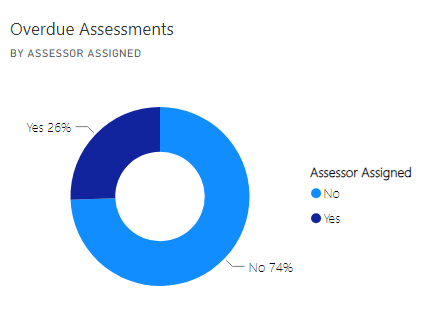 Overdue Assessments
BY ASSESSOR ASSIGNED
Yes 26%
Assessor Assigned
No
Yes
No 74%